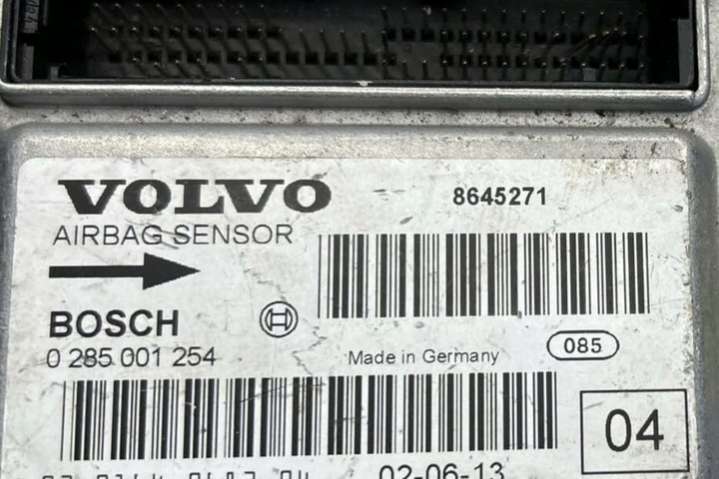 VOLVO
8645271
AIRBAG SENSOR
BOSCH
0 285 001 254
Made in Germany
085
04
02-06-13